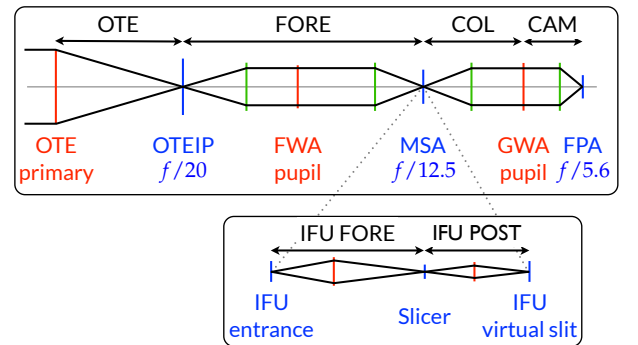 OTE FORE COL CAM
OTE OTEIP FWA MSA GWA FPA
primary f/20 pupil f/12.5 pupil f/5.6
IFU FORE IFU POST
IFU Slicer IFU
entrance virtual slit